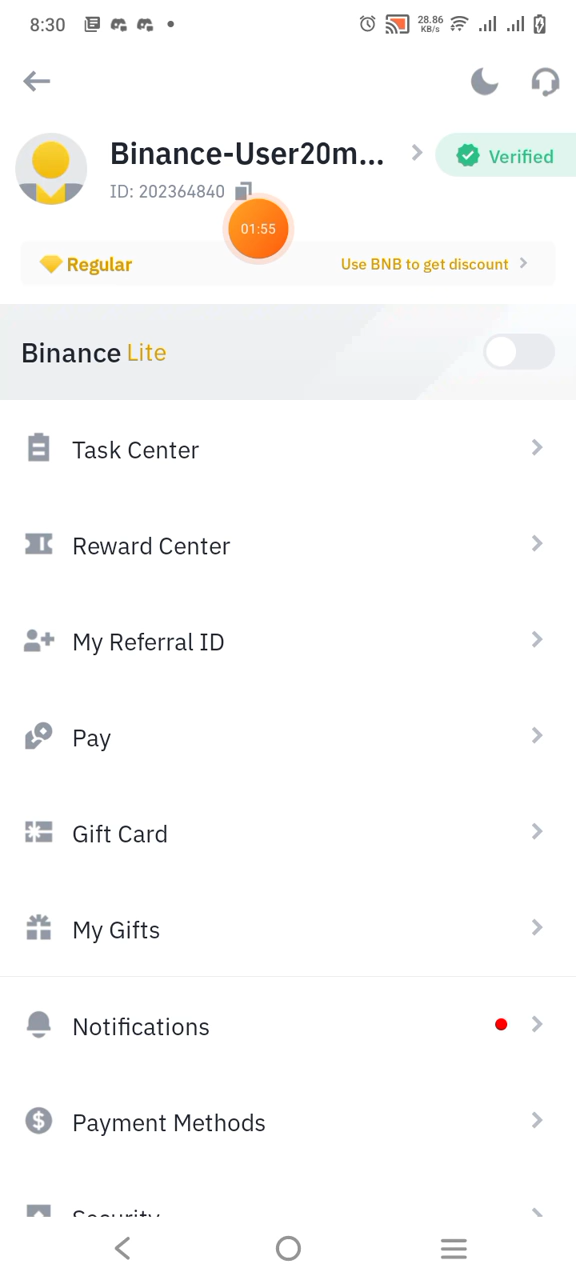 8:30
28.86
KB/s
Binance-User20m...
Verified
ID: 202364840
01:55
Regular
Use BNB to get discount
Binance Lite
Task Center
Reward Center
My Referral ID
Pay
Gift Card
My Gifts
Notifications
Payment Methods
Security